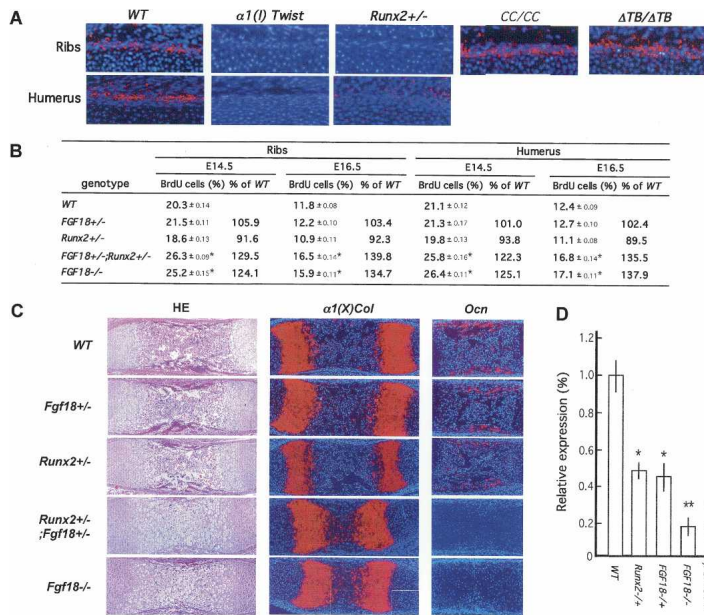 A
WT α1(I) Twist Runx2+/- CC/CC ΔTB/ΔTB
Ribs
Humerus
B
Ribs Humerus
E14.5 E16.5 E14.5 E16.5
genotype BrdU cells (%) % of WT BrdU cells (%) % of WT BrdU cells (%) % of WT BrdU cells (%) % of WT
WT 20.3 ± 0.14 11.8 ± 0.08 21.1 ± 0.12 12.4 ± 0.09
FGF18+/- 21.5 ± 0.11 105.9 12.2 ± 0.10 103.4 21.3 ± 0.17 101.0 12.7 ± 0.10 102.4
Runx2+/- 18.6 ± 0.13 91.6 10.9 ± 0.11 92.3 19.8 ± 0.13 93.8 11.1 ± 0.08 89.5
FGF18+/-;Runx2+/- 26.3 ± 0.09* 129.5 16.5 ± 0.14* 139.8 25.8 ± 0.16* 122.3 16.8 ± 0.14* 135.5
FGF18-/- 25.2 ± 0.15* 124.1 15.9 ± 0.11* 134.7 26.4 ± 0.11* 125.1 17.1 ± 0.11* 137.9
C
HE α1(X)Col Ocn
WT
Fgf18+/-
Runx2+/-
Runx2+/-
;Fgf18+/-
Fgf18-/-
D
Relative expression (%)
1.0
0.8
0.6
0.4
0.2
0
* * **
WT Runx2-/+ FGF18-/+ FGF18-/-